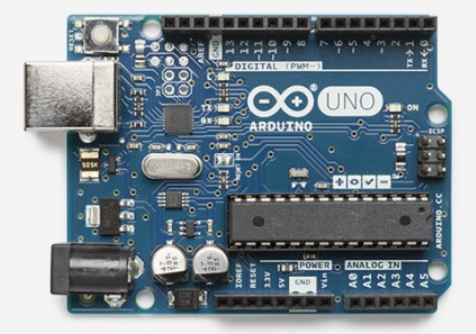 RESET
AREF
GND
13
12
~11
~10
~9
8
7
~6
~5
4
~3
2
TX→1
RX←0
DIGITAL (PWM~)
TX
RX
® UNO
ARDUINO
ON
ICSP
ARDUINO.CC
IOREF
RESET
3.3V
5V
GND
Vin
POWER
ANALOG IN
A0
A1
A2
A3
A4
A5